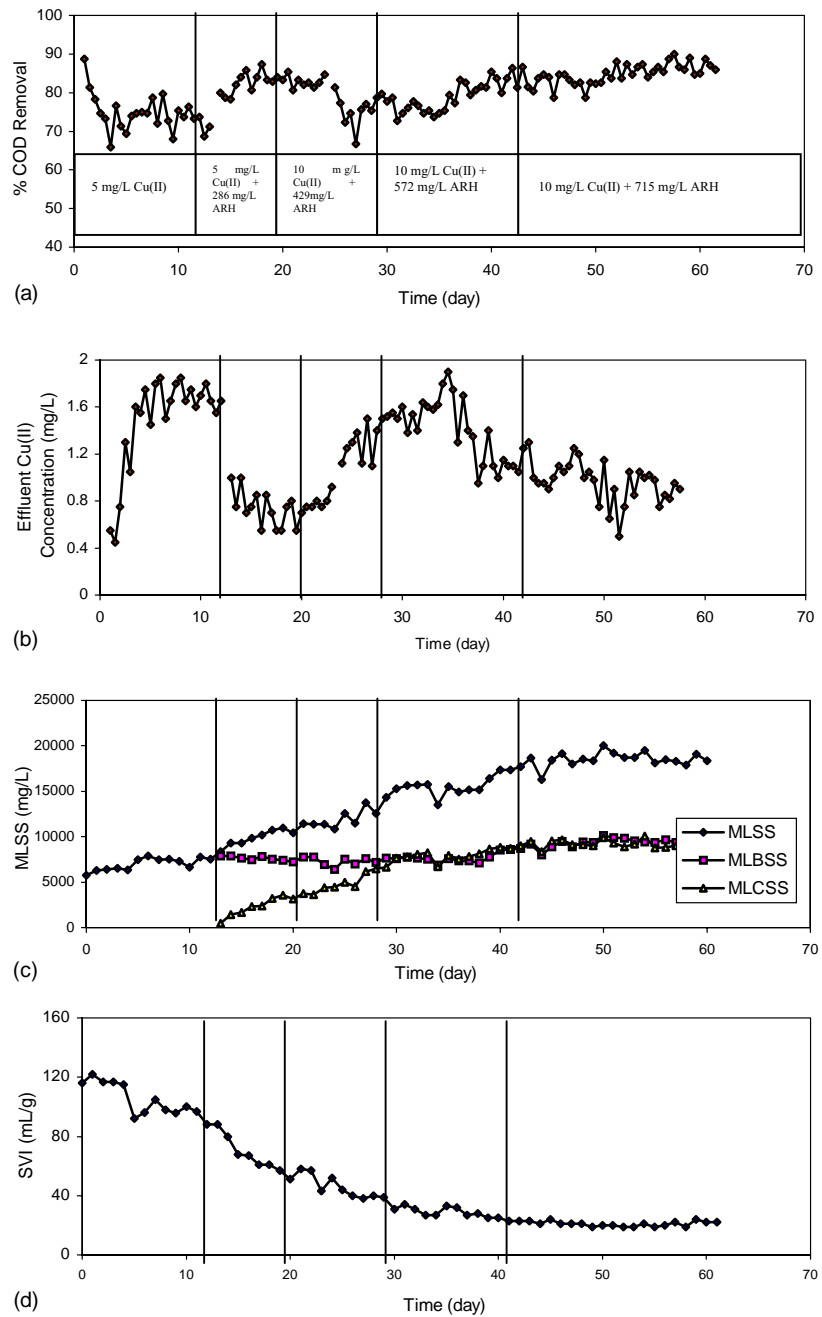 100
90
80
70
60
50
40
% COD Removal
5 mg/L Cu(II)
5 mg/L
Cu(II) +
286 mg/L
ARH
10 m g/L
Cu(II) +
429mg/L
ARH
10 mg/L Cu(II) +
572 mg/L ARH
10 mg/L Cu(II) + 715 mg/L ARH
0 10 20 30 40 50 60 70
(a)
Time (day)
2
1.6
1.2
0.8
0.4
0
Effluent Cu(II)
Concentration (mg/L)
0 10 20 30 40 50 60 70
(b)
Time (day)
25000
20000
15000
10000
5000
0
MLSS (mg/L)
MLSS
MLBSS
MLCSS
0 10 20 30 40 50 60 70
(c)
Time (day)
160
120
80
40
0
SVI (mL/g)
0 10 20 30 40 50 60 70
(d)
Time (day)